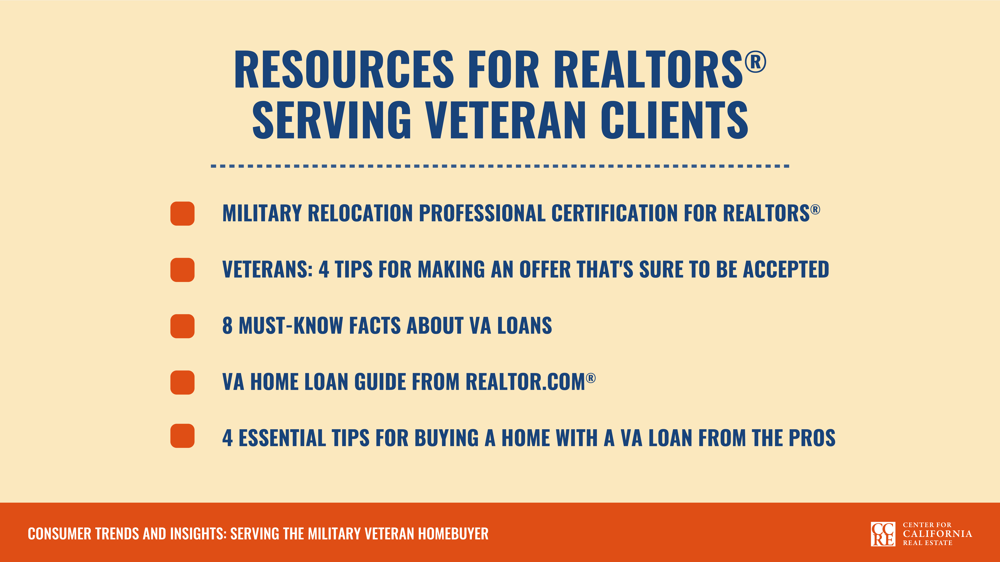 RESOURCES FOR REALTORS®
SERVING VETERAN CLIENTS
MILITARY RELOCATION PROFESSIONAL CERTIFICATION FOR REALTORS®
VETERANS: 4 TIPS FOR MAKING AN OFFER THAT'S SURE TO BE ACCEPTED
8 MUST-KNOW FACTS ABOUT VA LOANS
VA HOME LOAN GUIDE FROM REALTOR.COM®
4 ESSENTIAL TIPS FOR BUYING A HOME WITH A VA LOAN FROM THE PROS
CONSUMER TRENDS AND INSIGHTS: SERVING THE MILITARY VETERAN HOMEBUYER
CC
RE
CENTER FOR
CALIFORNIA
REAL ESTATE